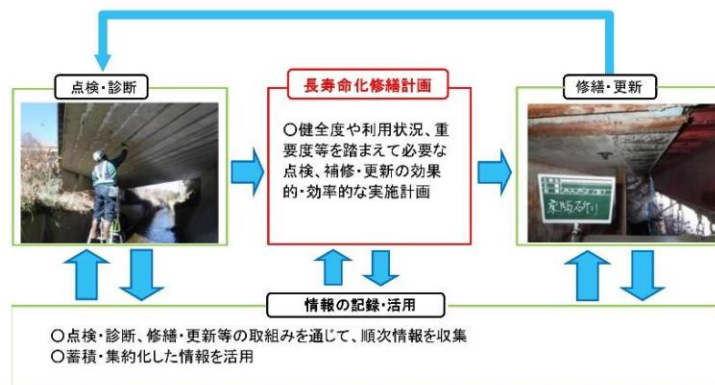 点検・診断
長寿命化修繕計画
修繕・更新
○健全度や利用状況、重
要度等を踏まえて必要な
点検、補修・更新の効果
的・効率的な実施計画
床版砕り
情報の記録・活用
○点検・診断、修繕・更新等の取組みを通じて、順次情報を収集
○蓄積・集約化した情報を活用